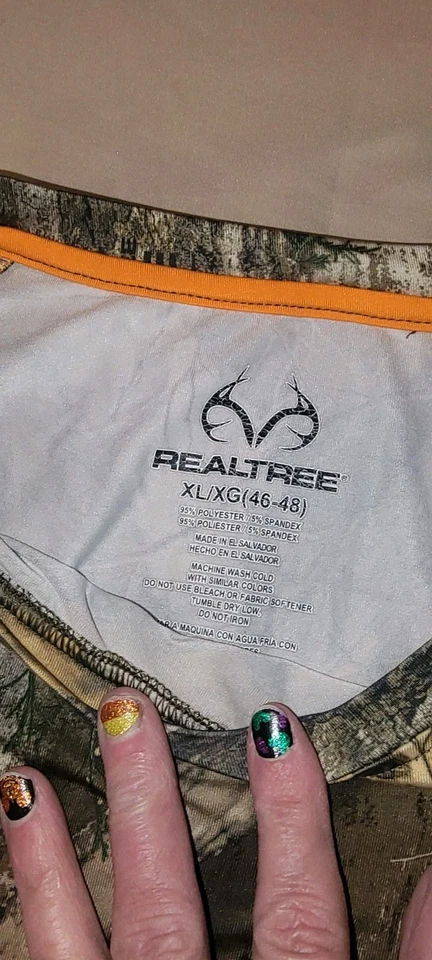 REALTREE®
XL/XG(46-48)
95% POLYESTER / 5% SPANDEX
95% POLIESTER / 5% SPANDEX
MADE IN EL SALVADOR
HECHO EN EL SALVADOR
MACHINE WASH COLD
WITH SIMILAR COLORS
DO NOT USE BLEACH OR FABRIC SOFTENER
TUMBLE DRY LOW
DO NOT IRON
A MAQUINA CON AGUA FRIA CON